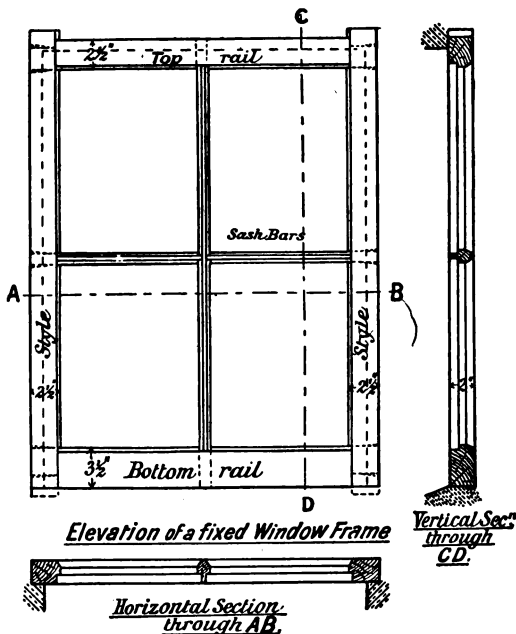 C
2½"
Top rail
Sash Bars
A
B
Style
Style
2½"
2½"
2"
3½"
Bottom rail
D
Elevation of a fixed Window Frame
Vertical Secⁿ
through
CD.
Horizontal Section
through AB.